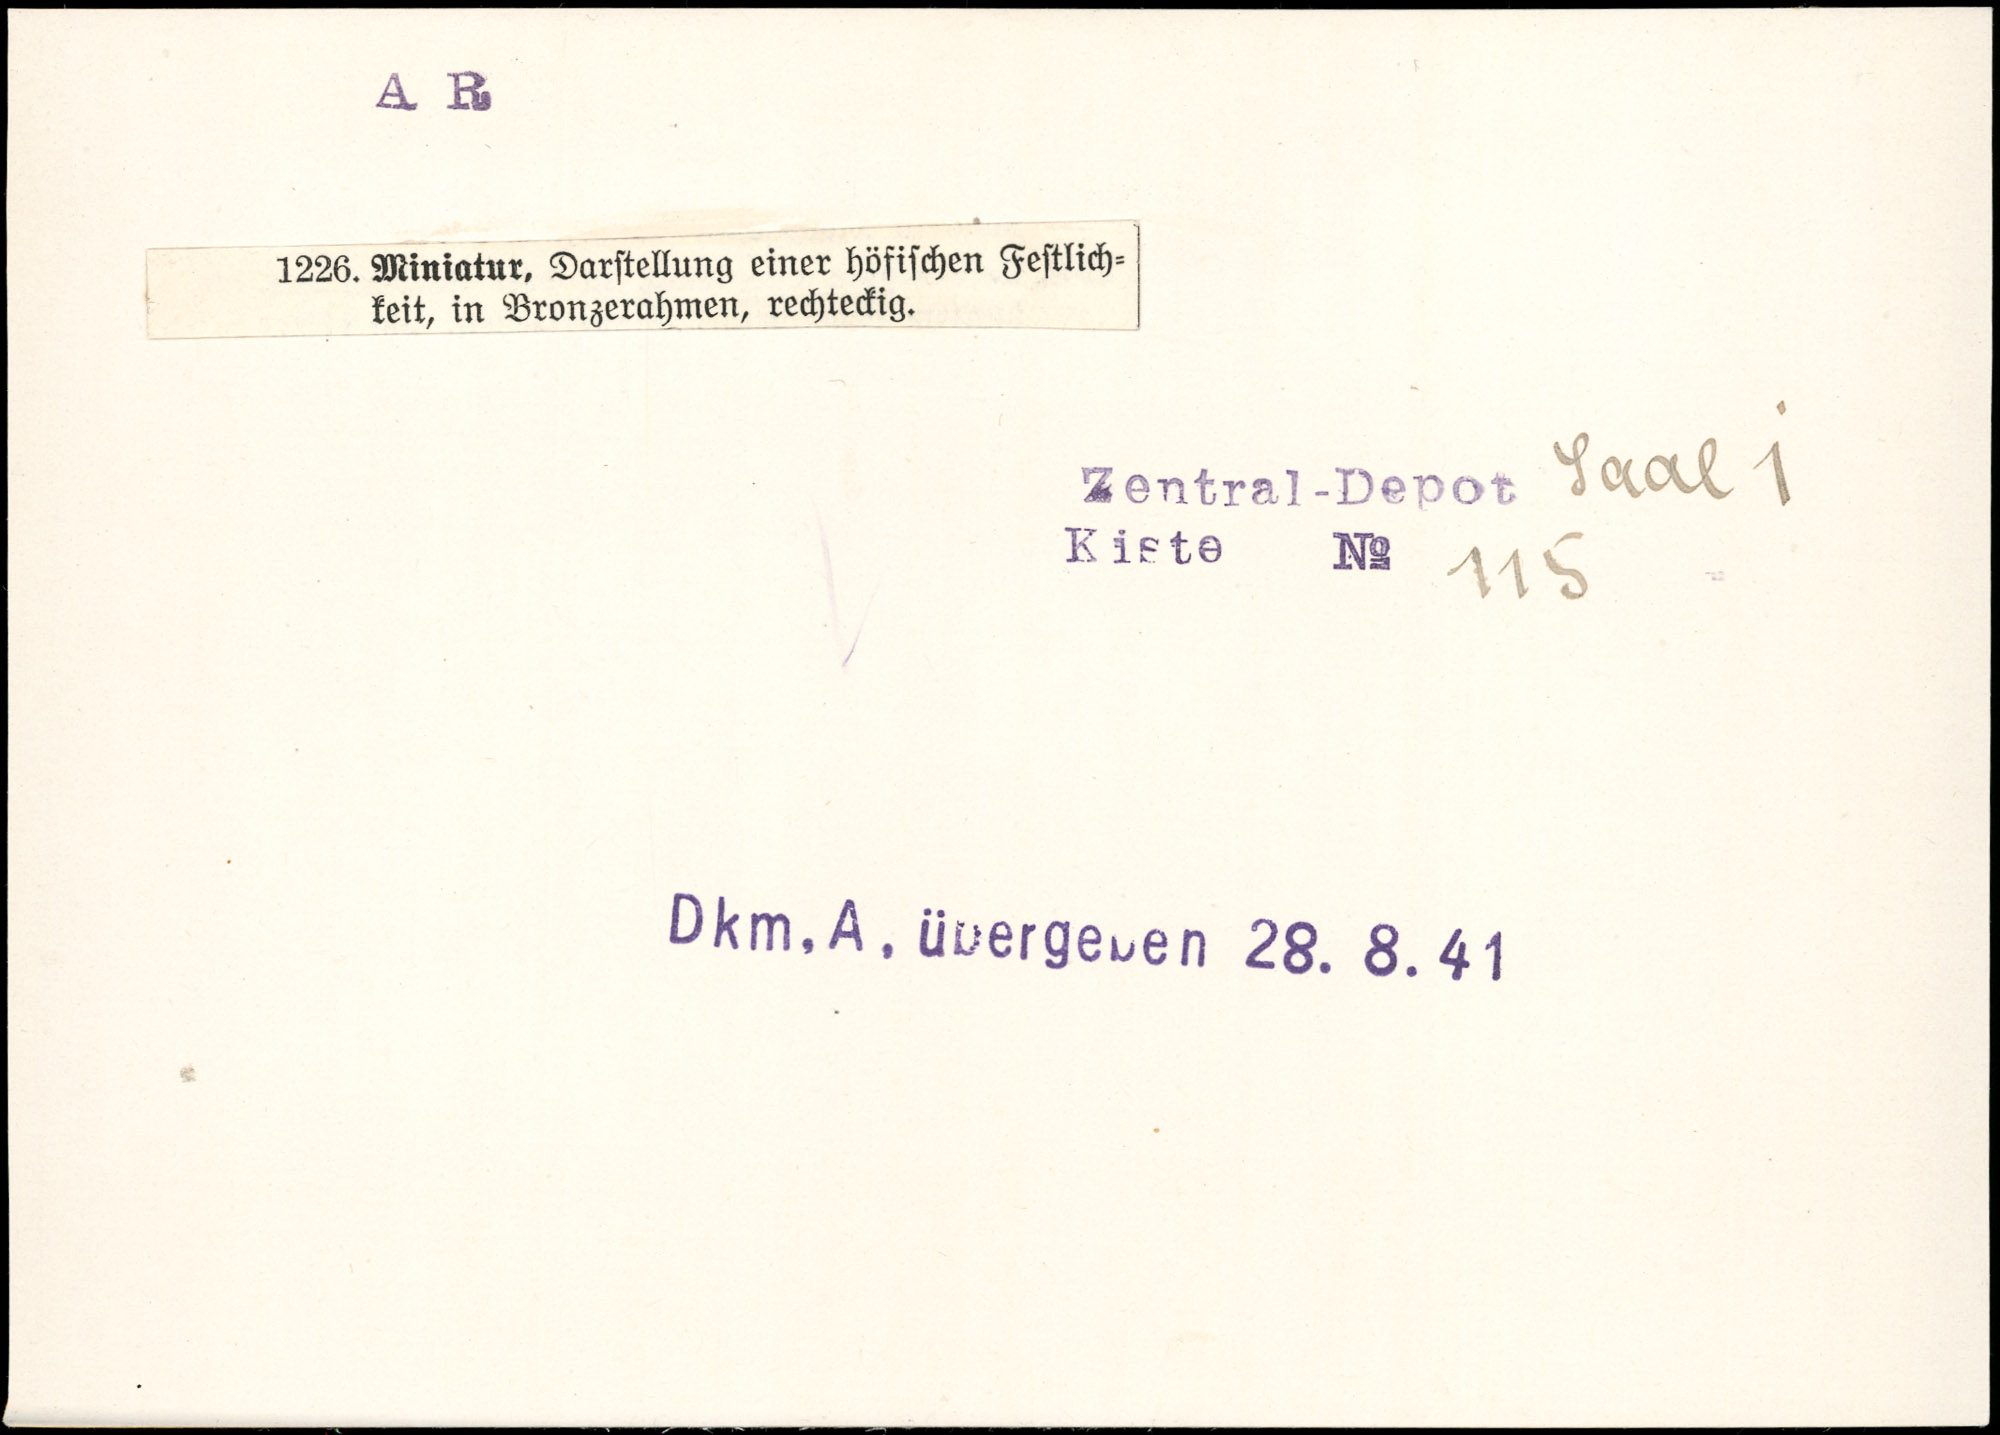 A R
1226. Miniatur, Darstellung einer höfischen Festlich-
keit, in Bronzerahmen, rechteckig.
Zentral-Depot Saal I
Kiste № 115
Dkm. A. übergeben 28. 8. 41